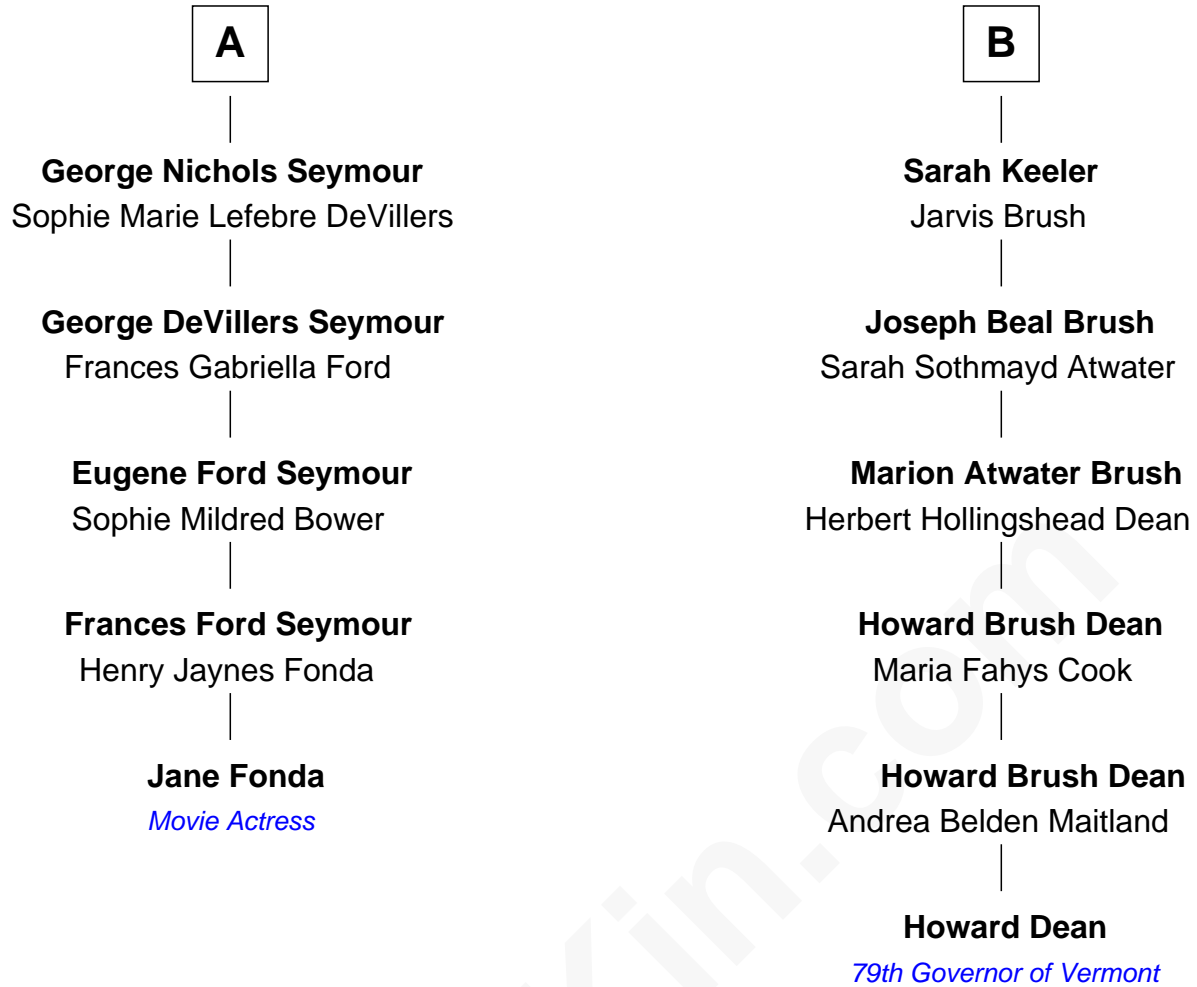 A
George Nichols Seymour
Sophie Marie Lefebre DeVillers
George DeVillers Seymour
Frances Gabriella Ford
Eugene Ford Seymour
Sophie Mildred Bower
Frances Ford Seymour
Henry Jaynes Fonda
Jane Fonda
Movie Actress
B
Sarah Keeler
Jarvis Brush
Joseph Beal Brush
Sarah Sothmayd Atwater
Marion Atwater Brush
Herbert Hollingshead Dean
Howard Brush Dean
Maria Fahys Cook
Howard Brush Dean
Andrea Belden Maitland
Howard Dean
79th Governor of Vermont
Kin.com